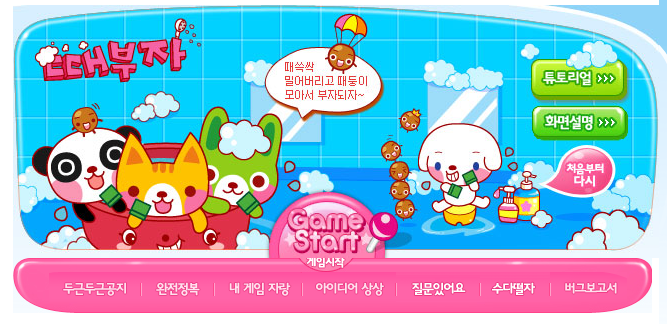 때부자
때쓱싹
밀어버리고 때둥이
모아서 부자되자~
튜토리얼 >>>
화면설명 >>>
처음부터
다시
Game
Start
게임시작
두근두근공지
완전정복
내 게임 자랑
아이디어 상상
질문있어요
수다떨자
버그보고서